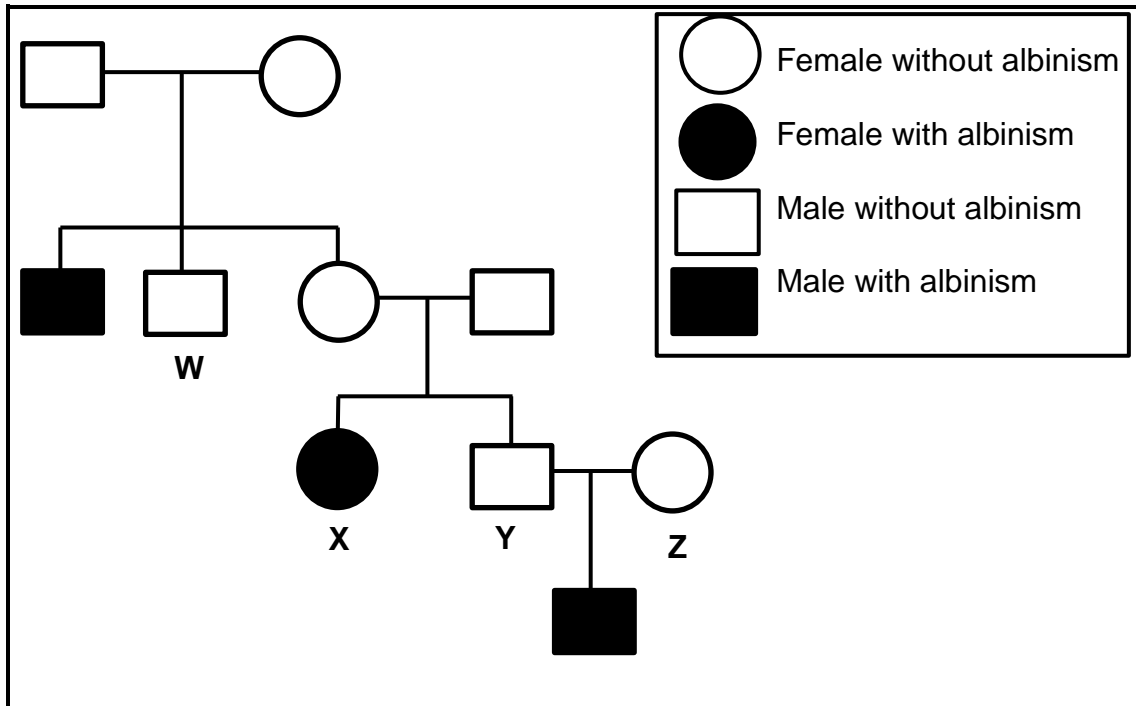 Female without albinism
Female with albinism
Male without albinism
Male with albinism
W
X
Y
Z